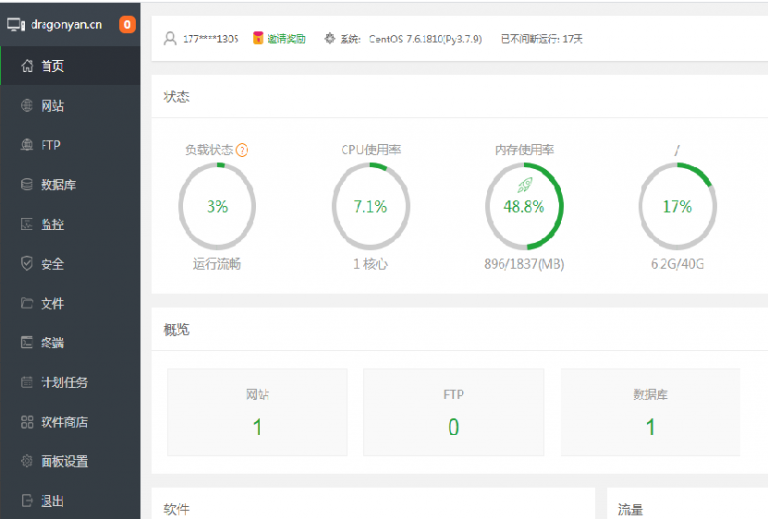 dragonyan.cn 0
首页
网站
FTP
数据库
监控
安全
文件
终端
计划任务
软件商店
面板设置
退出
177****1305 邀请奖励 系统: CentOS 7.6.1810(Py3.7.9) 已不间断运行: 17天
状态
负载状态 ? CPU使用率 内存使用率 /
3% 7.1% 48.8% 17%
运行流畅 1 核心 896/1837(MB) 6.2G/40G
概览
网站 FTP 数据库
1 0 1
软件 流量